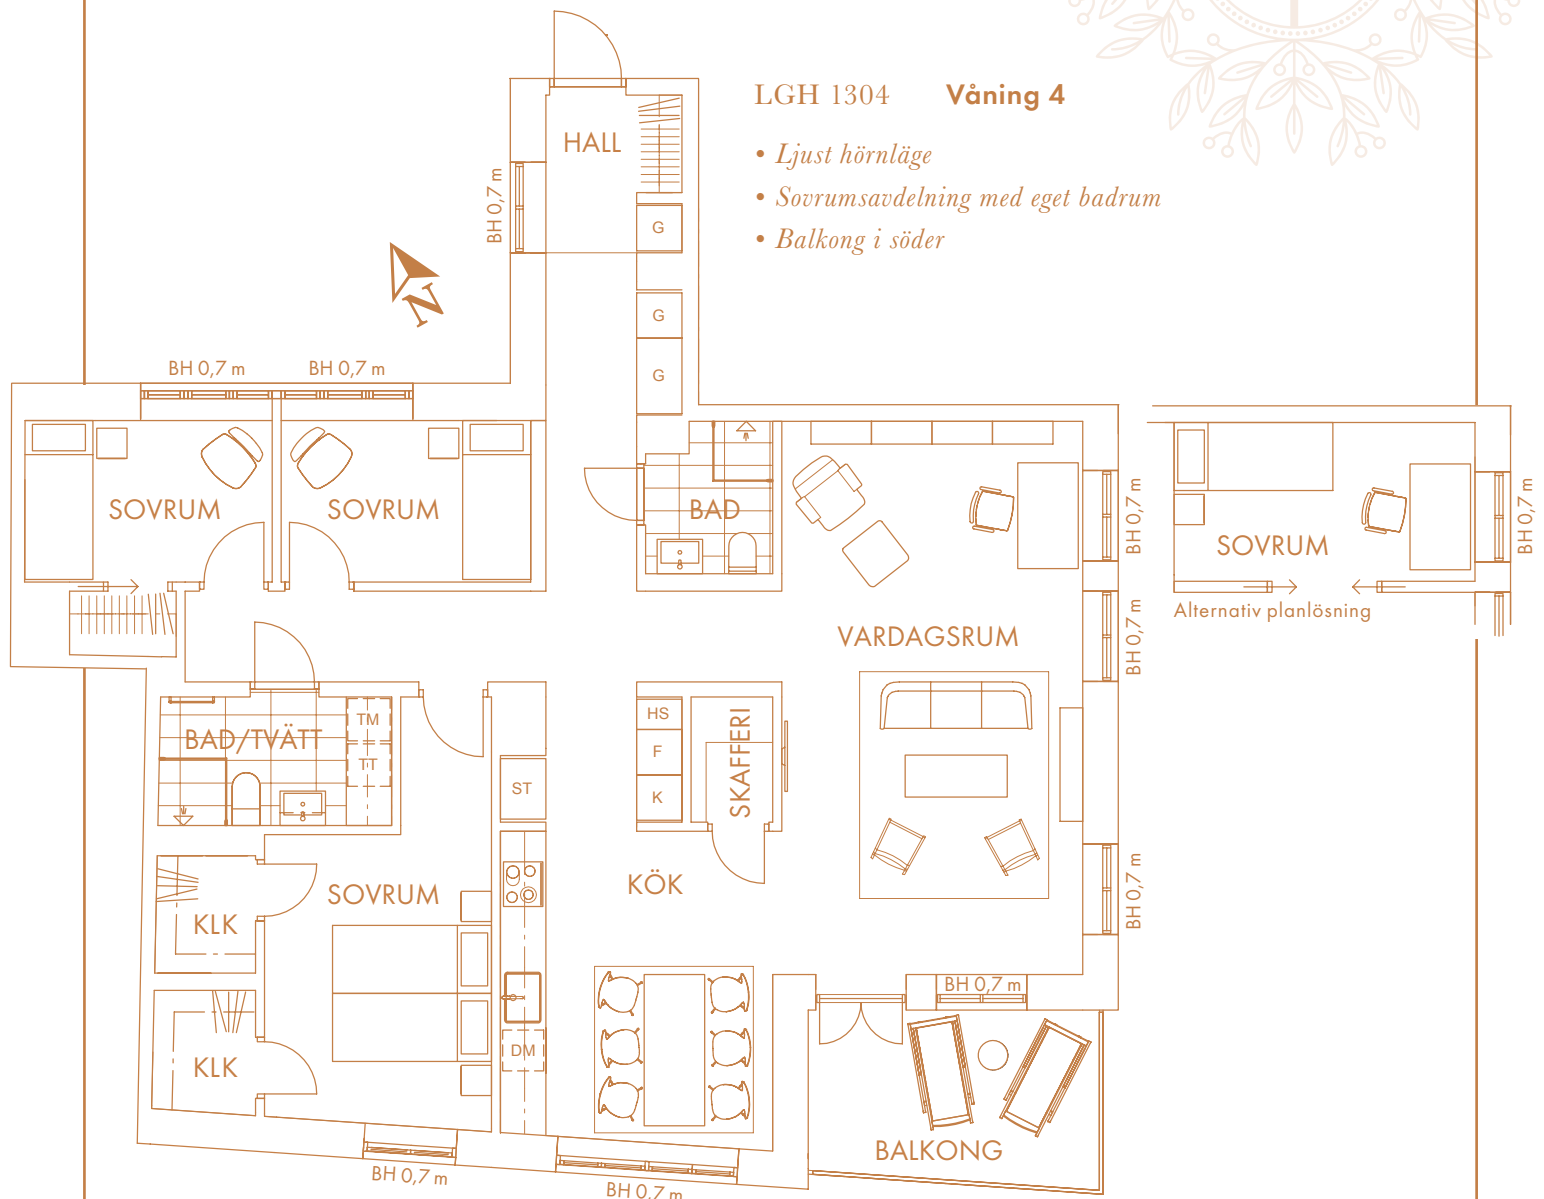 LGH 1304 Våning 4
• Ljust hörnläge
• Sovrumsavdelning med eget badrum
• Balkong i söder
HALL
BH 0,7 m
G
N
G
G
BH 0,7 m
BH 0,7 m
SOVRUM
SOVRUM
BAD
BH 0,7 m
SOVRUM
BH 0,7 m
Alternativ planlösning
VARDAGSRUM
BH 0,7 m
BAD/TVÄTT
TM
TT
HS
F
K
SKAFFERI
ST
KÖK
SOVRUM
KLK
BH 0,7 m
BH 0,7 m
DM
KLK
BALKONG
BH 0,7 m
BH 0,7 m